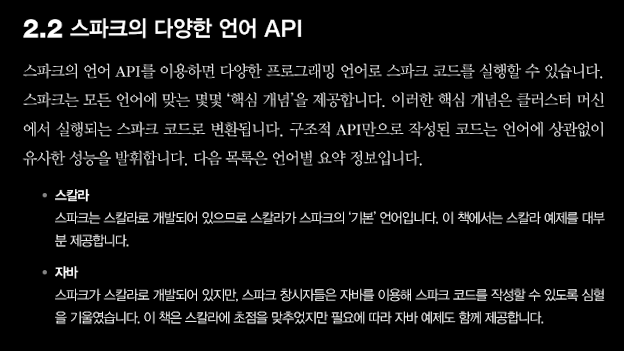 2.2 스파크의 다양한 언어 API
스파크의 언어 API를 이용하면 다양한 프로그래밍 언어로 스파크 코드를 실행할 수 있습니다.
스파크는 모든 언어에 맞는 몇몇 ‘핵심 개념’을 제공합니다. 이러한 핵심 개념은 클러스터 머신
에서 실행되는 스파크 코드로 변환됩니다. 구조적 API만으로 작성된 코드는 언어에 상관없이
유사한 성능을 발휘합니다. 다음 목록은 언어별 요약 정보입니다.
• 스칼라
스파크는 스칼라로 개발되어 있으므로 스칼라가 스파크의 ‘기본’ 언어입니다. 이 책에서는 스칼라 예제를 대부
분 제공합니다.
• 자바
스파크가 스칼라로 개발되어 있지만, 스파크 창시자들은 자바를 이용해 스파크 코드를 작성할 수 있도록 심혈
을 기울였습니다. 이 책은 스칼라에 초점을 맞추었지만 필요에 따라 자바 예제도 함께 제공합니다.